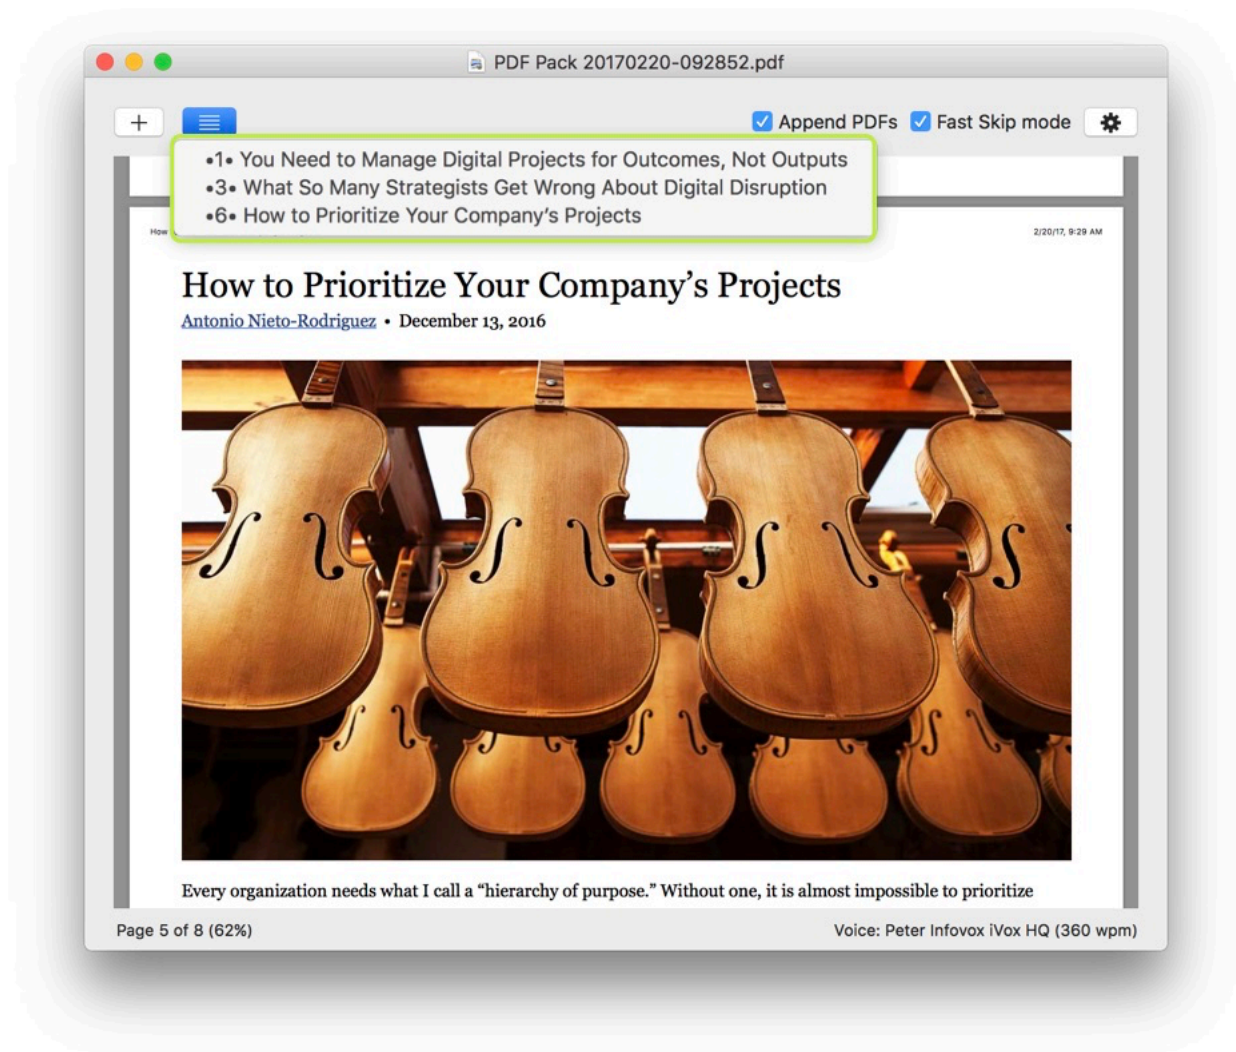 PDF Pack 20170220-092852.pdf
Append PDFs Fast Skip mode
•1• You Need to Manage Digital Projects for Outcomes, Not Outputs
•3• What So Many Strategists Get Wrong About Digital Disruption
•6• How to Prioritize Your Company’s Projects
How
2/20/17, 9:29 AM
How to Prioritize Your Company’s Projects
Antonio Nieto-Rodriguez • December 13, 2016
Every organization needs what I call a “hierarchy of purpose.” Without one, it is almost impossible to prioritize
Page 5 of 8 (62%)
Voice: Peter Infovox iVox HQ (360 wpm)